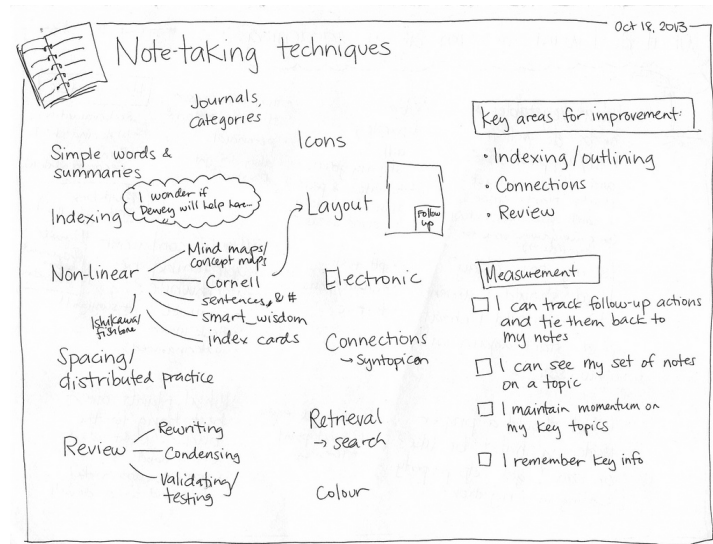 Oct 18, 2013
Note-taking techniques
Journals,
categories
Simple words &
summaries
I wonder if
Dewey will help here...
Indexing
Non-linear
Mind maps/
concept maps
Cornell
sentences, & #
smart_wisdom
index cards
Ishikawa/
fishbone
Spacing/
distributed practice
Review
Rewriting
Condensing
Validating/
testing
Icons
Layout
Follow
up
Electronic
Connections
→ Syntopicon
Retrieval
→ search
Colour
Key areas for improvement:
• Indexing/outlining
• Connections
• Review
Measurement
I can track follow-up actions
and tie them back to
my notes
I can see my set of notes
on a topic
I maintain momentum on
my key topics
I remember key info